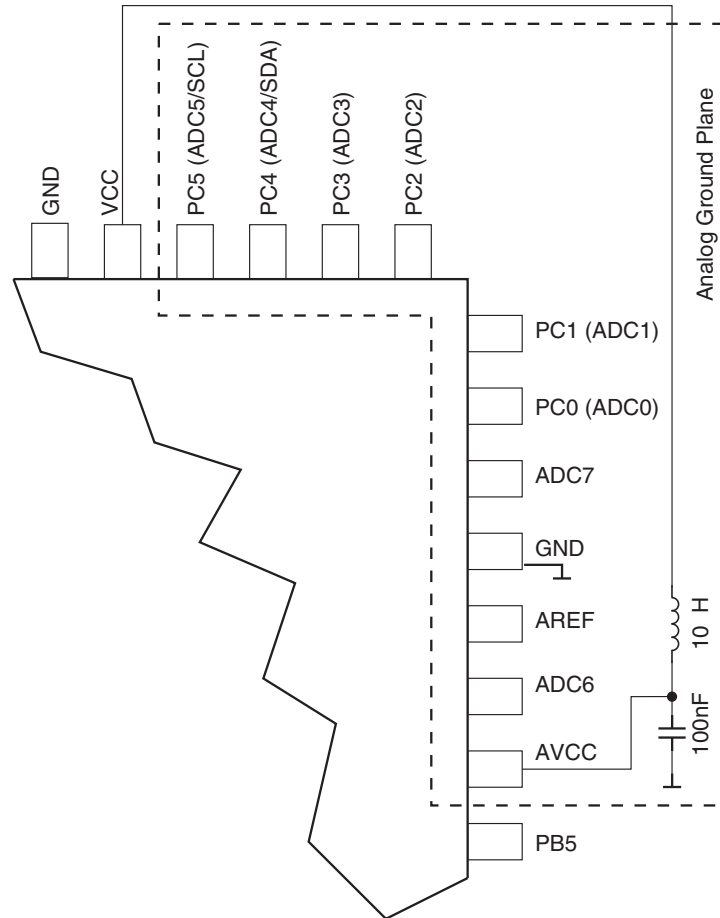 GND
VCC
PC5 (ADC5/SCL)
PC4 (ADC4/SDA)
PC3 (ADC3)
PC2 (ADC2)
Analog Ground Plane
PC1 (ADC1)
PC0 (ADC0)
ADC7
GND
AREF
ADC6
AVCC
PB5
10 H
100nF